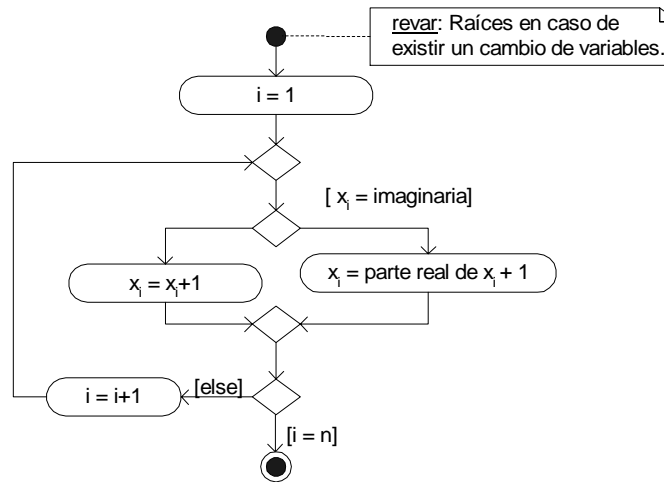 revar: Raíces en caso de
existir un cambio de variables.
i = 1
[ xᵢ = imaginaria]
xᵢ = xᵢ+1
xᵢ = parte real de xᵢ + 1
i = i+1
[else]
[i = n]